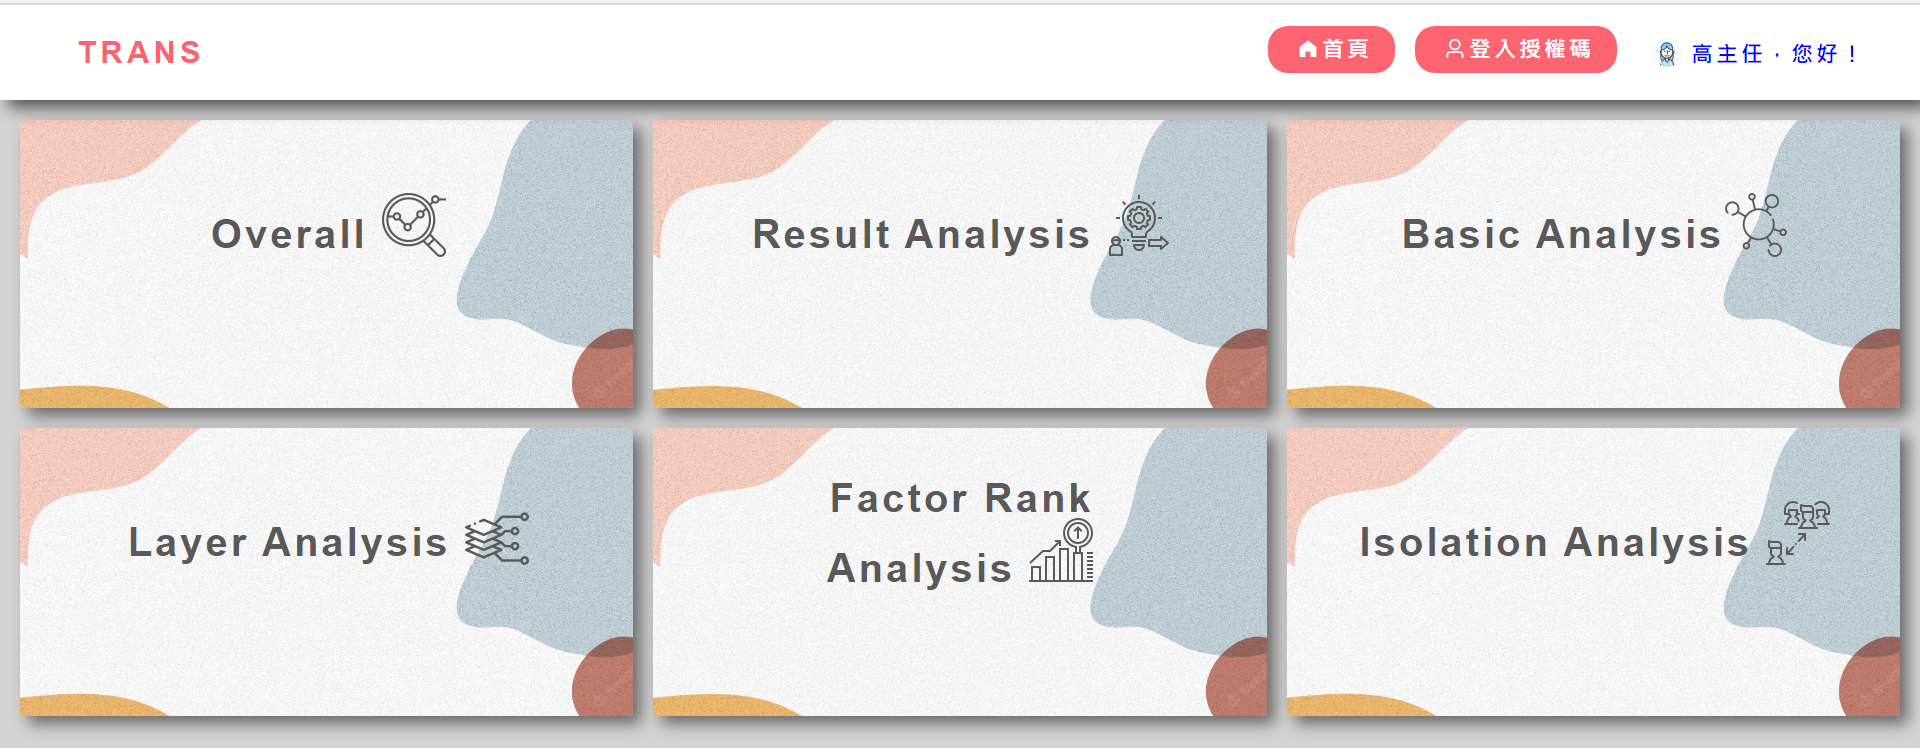 TRANS
首頁
登入授權碼
高主任，您好！
Overall
Result Analysis
Basic Analysis
Layer Analysis
Factor Rank
Analysis
Isolation Analysis